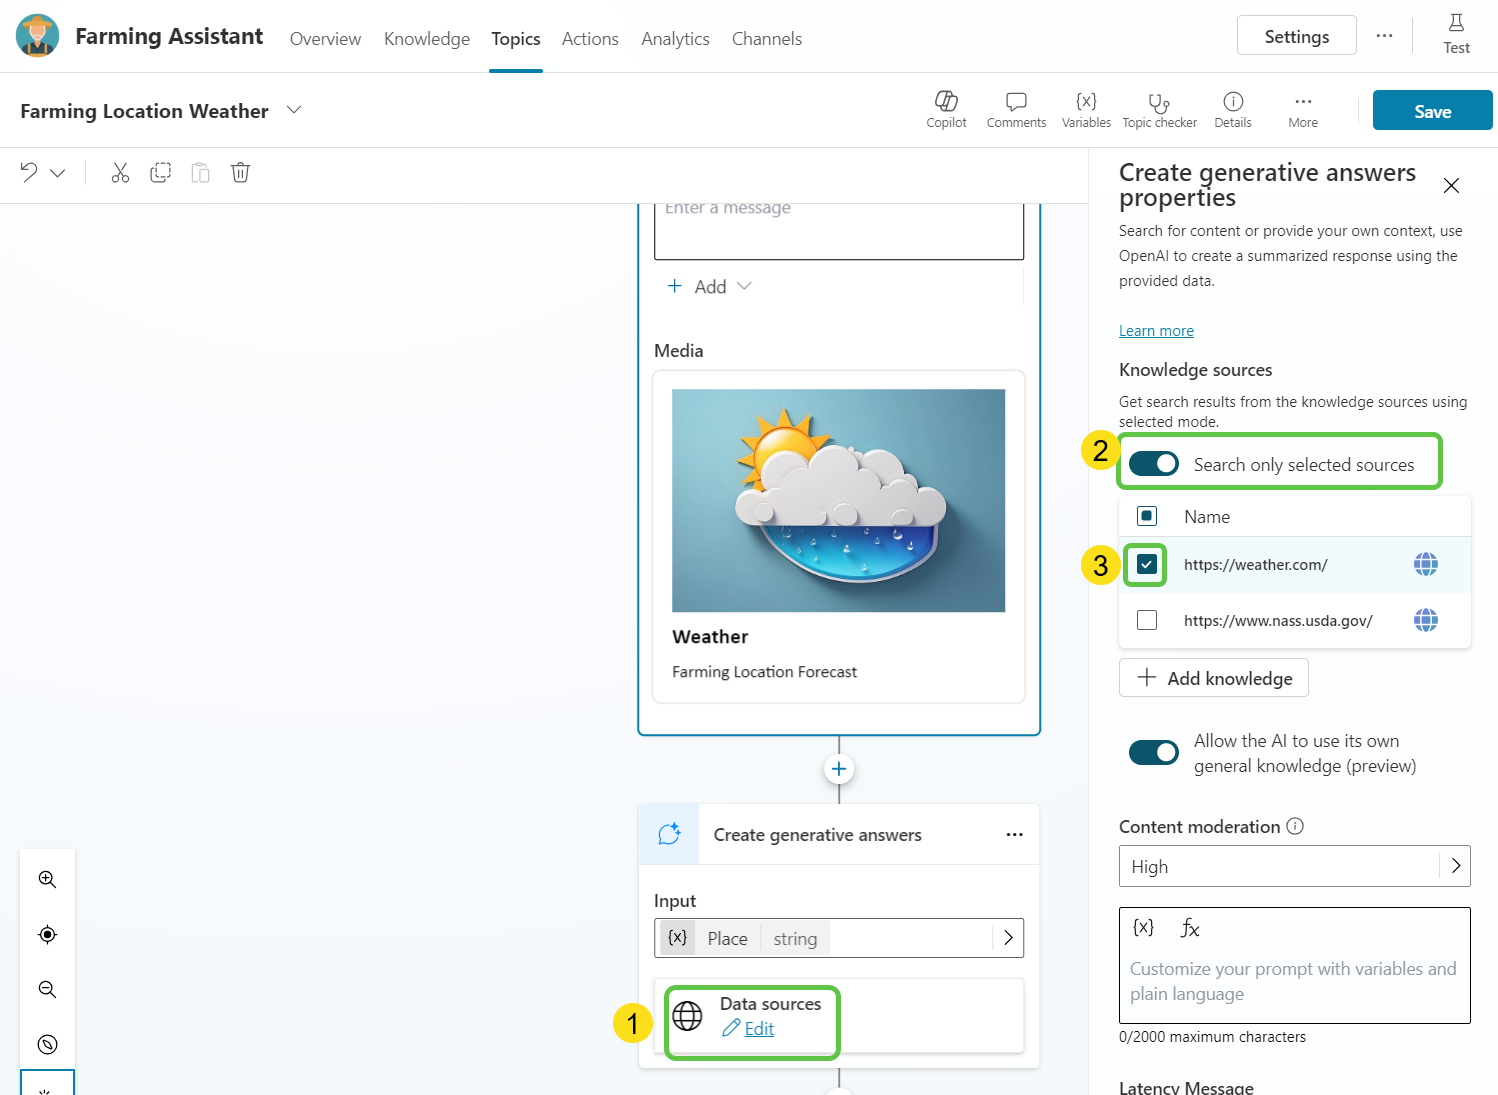 Farming Assistant
Overview
Knowledge
Topics
Actions
Analytics
Channels
Settings
Test
Farming Location Weather
Copilot
Comments
{x}
Variables
Topic checker
Details
More
Save
Enter a message
+ Add
Media
Weather
Farming Location Forecast
Create generative answers
Input
{x} Place string
1
Data sources
Edit
Create generative answers
properties
Search for content or provide your own context, use
OpenAI to create a summarized response using the
provided data.
Learn more
Knowledge sources
Get search results from the knowledge sources using
selected mode.
2
Search only selected sources
Name
3
https://weather.com/
https://www.nass.usda.gov/
+ Add knowledge
Allow the AI to use its own
general knowledge (preview)
Content moderation
High
{x} fx
Customize your prompt with variables and
plain language
0/2000 maximum characters
Latency Message